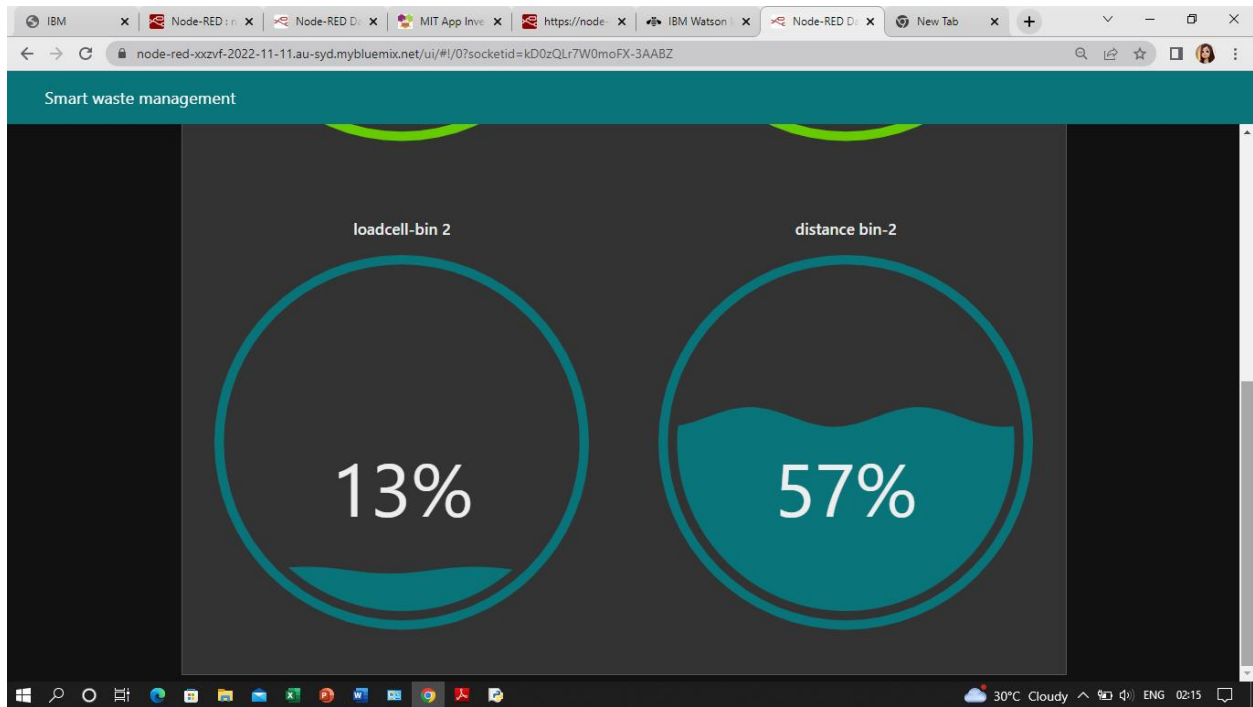 IBM
Node-RED : n
Node-RED Da
MIT App Inve
https://node-
IBM Watson I
Node-RED Da
New Tab
node-red-xxzvf-2022-11-11.au-syd.mybluemix.net/ui/#!/0?socketid=kD0zQLr7W0moFX-3AABZ
Smart waste management
loadcell-bin 2
distance bin-2
13%
57%
30°C Cloudy
ENG
02:15